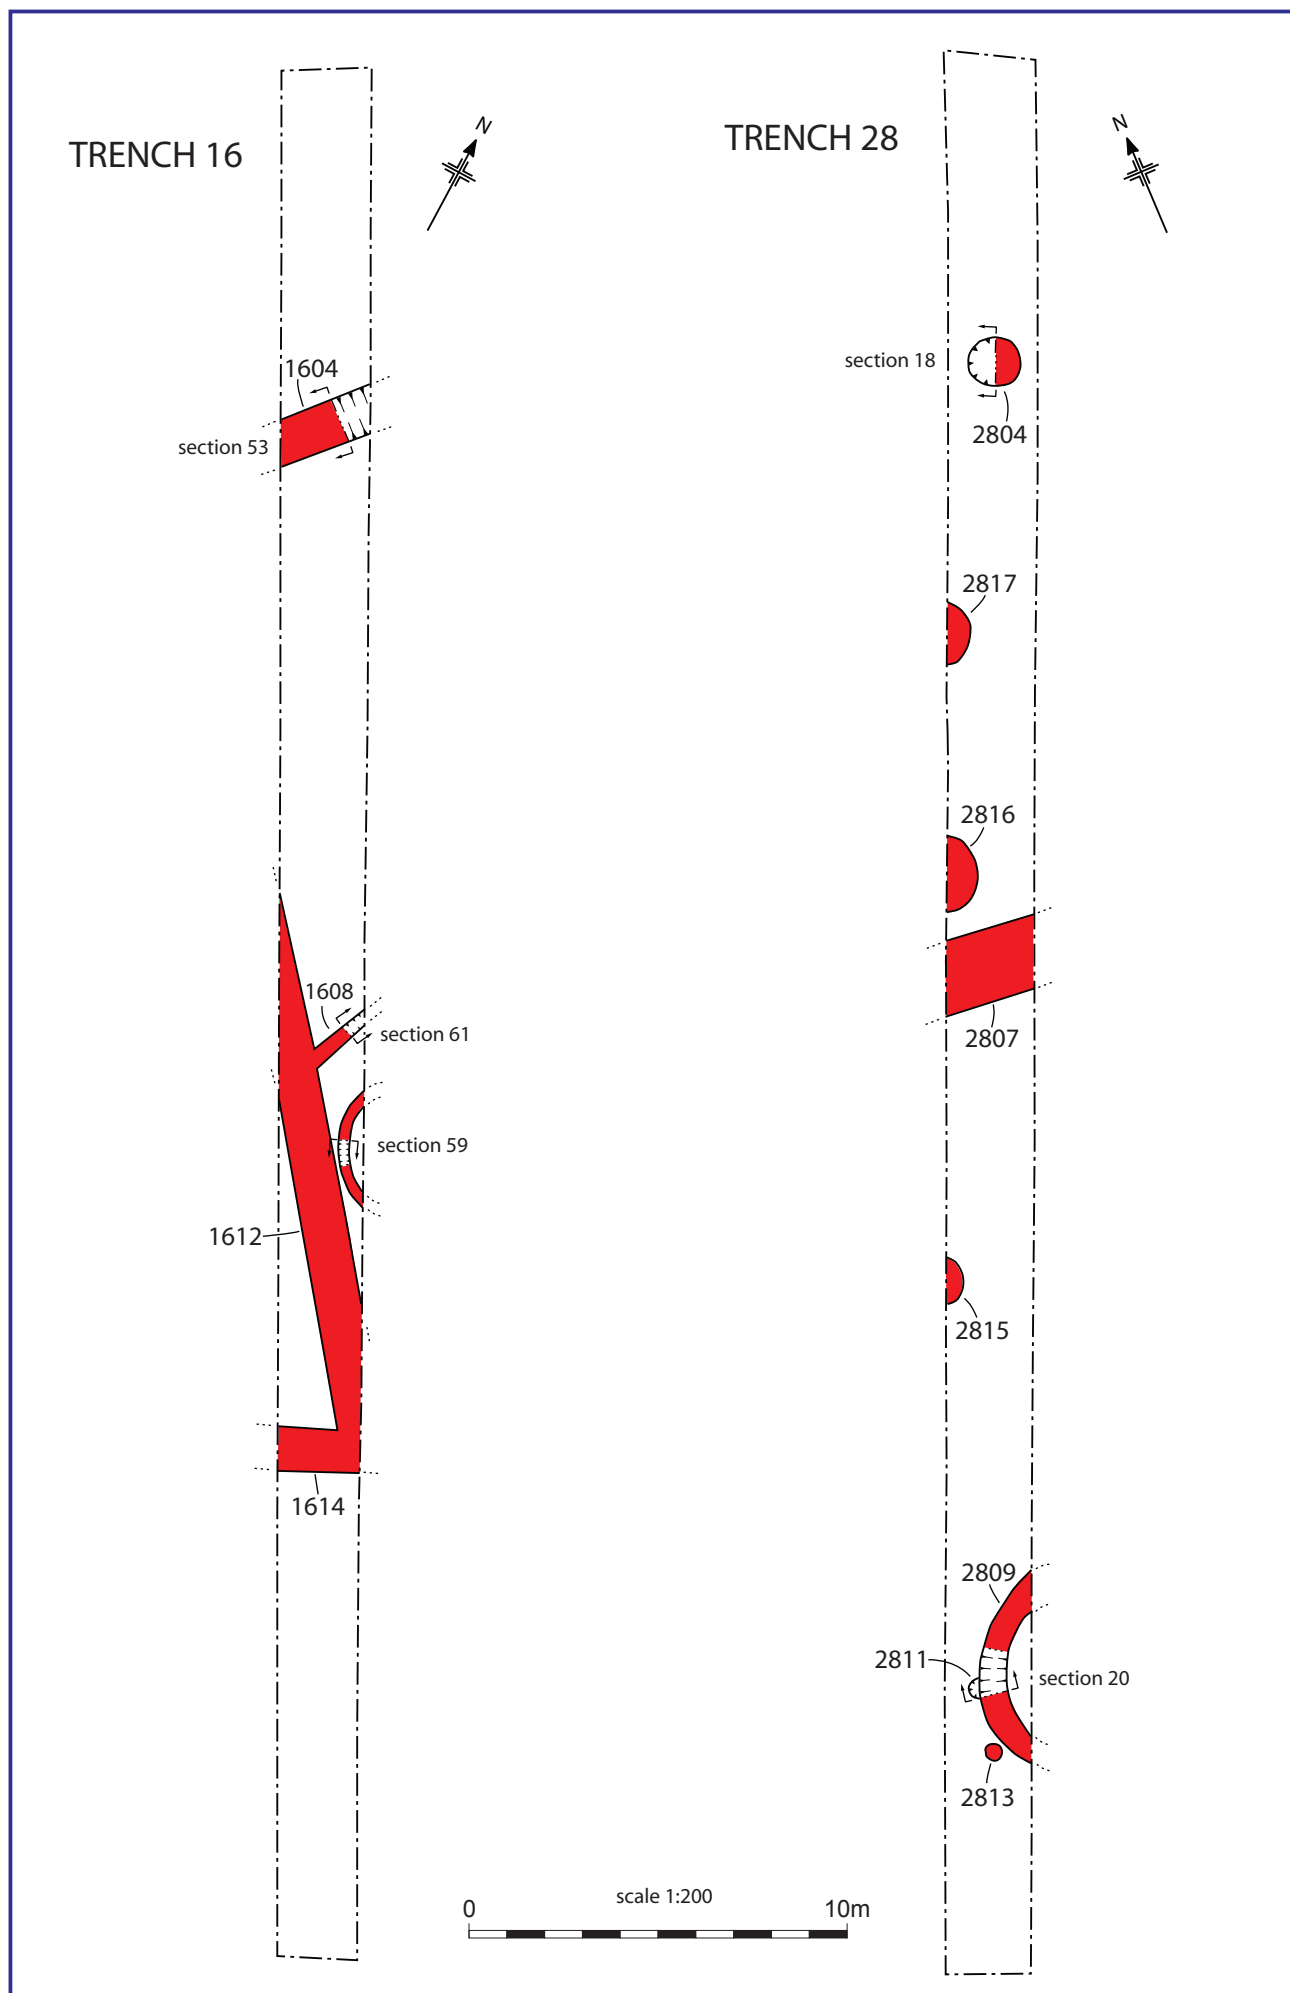 TRENCH 16
N
1604
section 53
1608
section 61
section 59
1612
1614
TRENCH 28
N
section 18
2804
2817
2816
2807
2815
2809
2811
section 20
2813
scale 1:200
0
10m